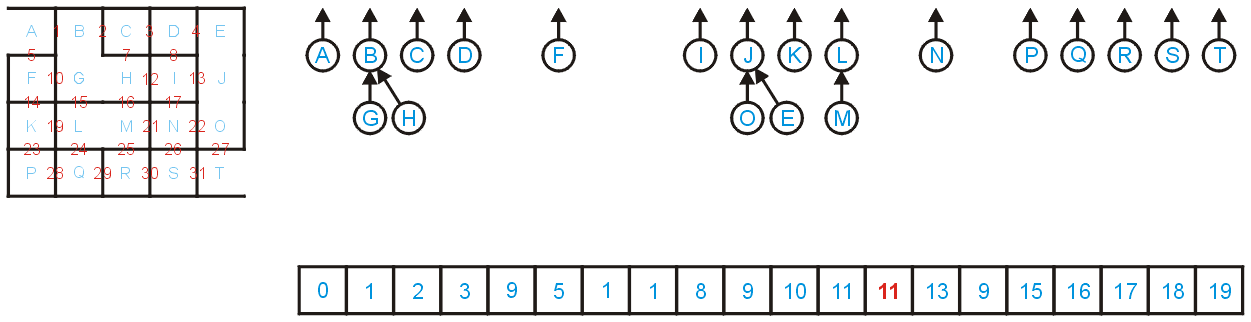 A 1 B 2 C 3 D 4 E
5 7 8
F 10 G H 12 I 13 J
14 15 16 17
K 19 L M 21 N 22 O
23 24 25 26 27
P 28 Q 29 R 30 S 31 T
A B C D F I J K L N P Q R S T
G H O E M
0 1 2 3 9 5 1 1 8 9 10 11 11 13 9 15 16 17 18 19